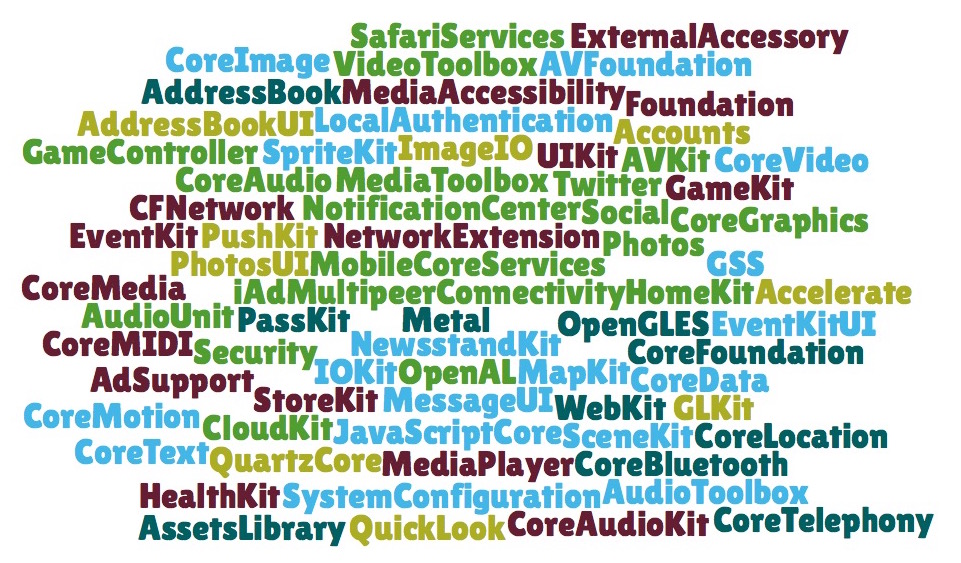 SafariServices ExternalAccessory
CoreImage VideoToolbox AVFoundation
AddressBook MediaAccessibility Foundation
AddressBookUI LocalAuthentication Accounts
GameController SpriteKit ImageIO UIKit AVKit CoreVideo
CoreAudio MediaToolbox Twitter GameKit
CFNetwork NotificationCenter Social CoreGraphics
EventKit PushKit NetworkExtension Photos
PhotosUI MobileCoreServices GSS
CoreMedia iAd MultipeerConnectivity HomeKit Accelerate
AudioUnit PassKit Metal OpenGLES EventKitUI
CoreMIDI Security NewsstandKit CoreFoundation
AdSupport IOKit OpenAL MapKit CoreData
StoreKit MessageUI WebKit GLKit
CoreMotion CloudKit JavaScriptCore SceneKit CoreLocation
CoreText QuartzCore MediaPlayer CoreBluetooth
HealthKit SystemConfiguration AudioToolbox
AssetsLibrary QuickLook CoreAudioKit CoreTelephony